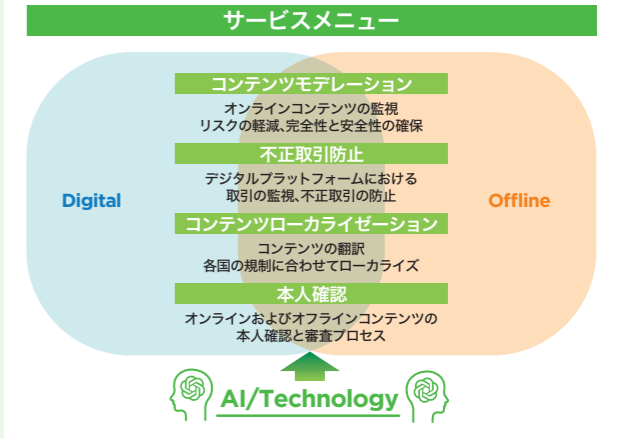 サービスメニュー
コンテンツモデレーション
オンラインコンテンツの監視
リスクの軽減、完全性と安全性の確保
不正取引防止
デジタルプラットフォームにおける
取引の監視、不正取引の防止
Digital
Offline
コンテンツローカライゼーション
コンテンツの翻訳
各国の規制に合わせてローカライズ
本人確認
オンラインおよびオフラインコンテンツの
本人確認と審査プロセス
AI/Technology